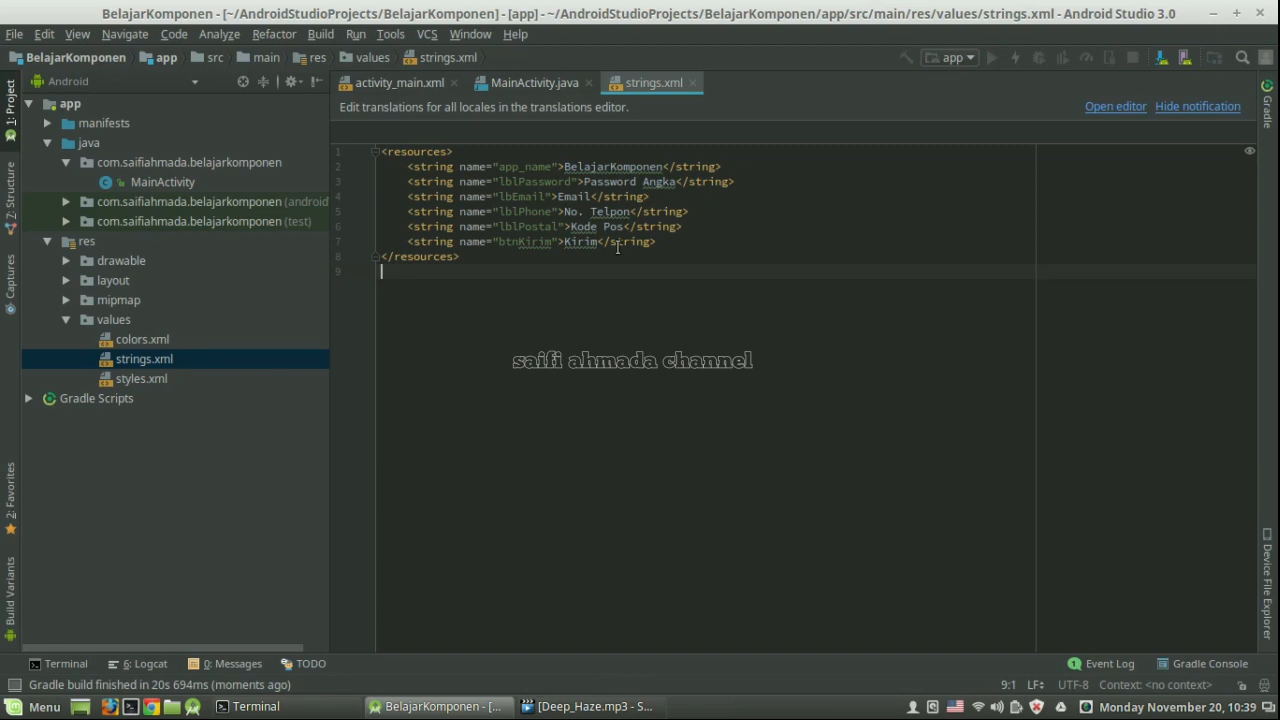 BelajarKomponen - [~/AndroidStudioProjects/BelajarKomponen] - [app] - ~/AndroidStudioProjects/BelajarKomponen/app/src/main/res/values/strings.xml - Android Studio 3.0
File Edit View Navigate Code Analyze Refactor Build Run Tools VCS Window Help
BelajarKomponen app src main res values strings.xml app
Android activity_main.xml MainActivity.java strings.xml
Edit translations for all locales in the translations editor. Open editor Hide notification
1: Project
Z: Structure
Captures
2: Favorites
Build Variants
app
manifests
java
com.saifiahmada.belajarkomponen
MainActivity
com.saifiahmada.belajarkomponen (android
com.saifiahmada.belajarkomponen (test)
res
drawable
layout
mipmap
values
colors.xml
strings.xml
styles.xml
Gradle Scripts
1 <resources>
2 <string name="app_name">BelajarKomponen</string>
3 <string name="lblPassword">Password Angka</string>
4 <string name="lbEmail">Email</string>
5 <string name="lblPhone">No. Telpon</string>
6 <string name="lblPostal">Kode Pos</string>
7 <string name="btnKirim">Kirim</string>
8 </resources>
9
saifi ahmada channel
Gradle
Device File Explorer
Terminal 6: Logcat 0: Messages TODO Event Log Gradle Console
Gradle build finished in 20s 694ms (moments ago) 9:1 LF÷ UTF-8 Context: <no context>
Menu Terminal BelajarKomponen - [... [Deep_Haze.mp3 - S... Monday November 20, 10:39